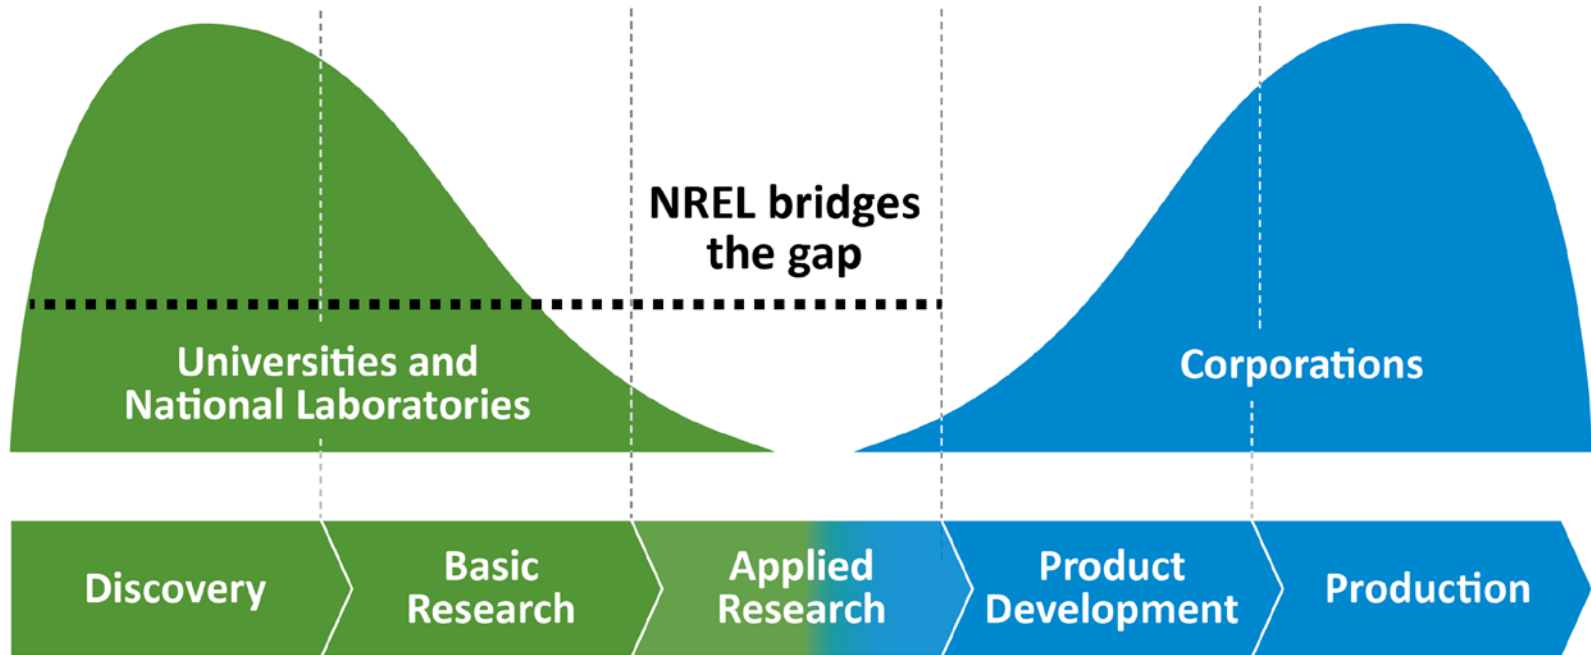 NREL bridges
the gap
Universities and
National Laboratories
Corporations
Discovery
Basic
Research
Applied
Research
Product
Development
Production